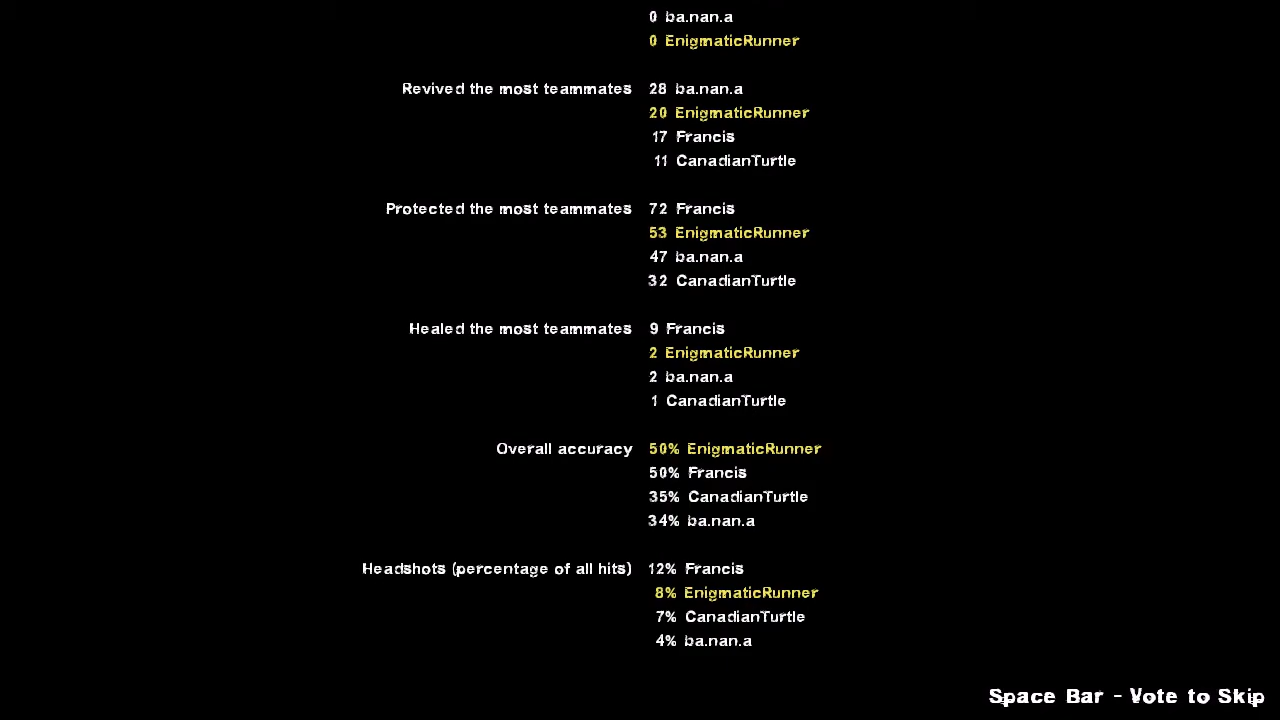 0 ba.nan.a
0 EnigmaticRunner
Revived the most teammates 28 ba.nan.a
20 EnigmaticRunner
17 Francis
11 CanadianTurtle
Protected the most teammates 72 Francis
53 EnigmaticRunner
47 ba.nan.a
32 CanadianTurtle
Healed the most teammates 9 Francis
2 EnigmaticRunner
2 ba.nan.a
1 CanadianTurtle
Overall accuracy 50% EnigmaticRunner
50% Francis
35% CanadianTurtle
34% ba.nan.a
Headshots (percentage of all hits) 12% Francis
8% EnigmaticRunner
7% CanadianTurtle
4% ba.nan.a
Space Bar - Vote to Skip